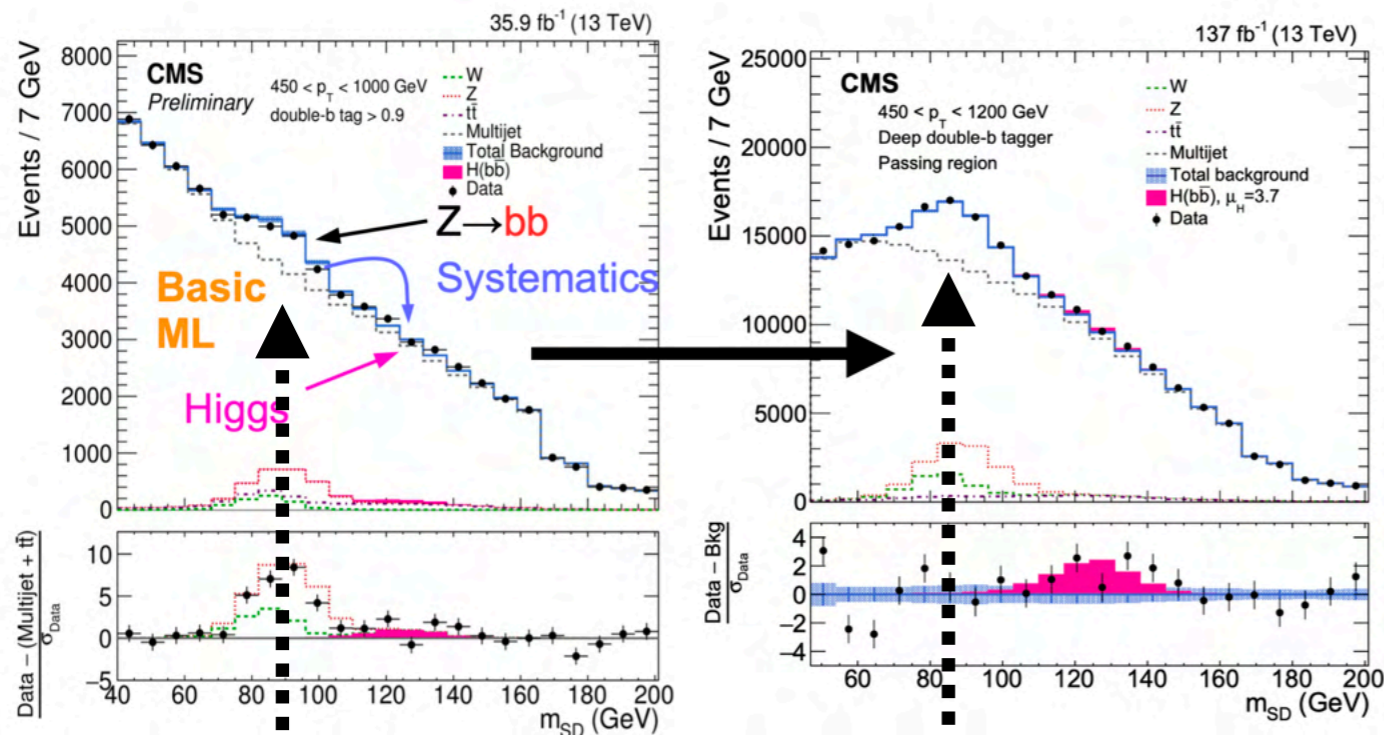 35.9 fb⁻¹ (13 TeV)
CMS
Preliminary
450 < p_T < 1000 GeV
double-b tag > 0.9
W
Z
tt̄
Multijet
Total Background
H(bb̄)
Data
Events / 7 GeV
8000
7000
6000
5000
4000
3000
2000
1000
0
Z→bb
Systematics
Basic
ML
Higgs
Data − (Multijet + tt̄)
σ_Data
10
5
0
−5
40 60 80 100 120 140 160 180 200
m_SD (GeV)
137 fb⁻¹ (13 TeV)
CMS
450 < p_T < 1200 GeV
Deep double-b tagger
Passing region
W
Z
tt̄
Multijet
Total background
H(bb̄), μ_H=3.7
Data
Events / 7 GeV
25000
20000
15000
10000
5000
0
Data − Bkg
σ_Data
4
2
0
−2
−4
60 80 100 120 140 160 180 200
m_SD (GeV)